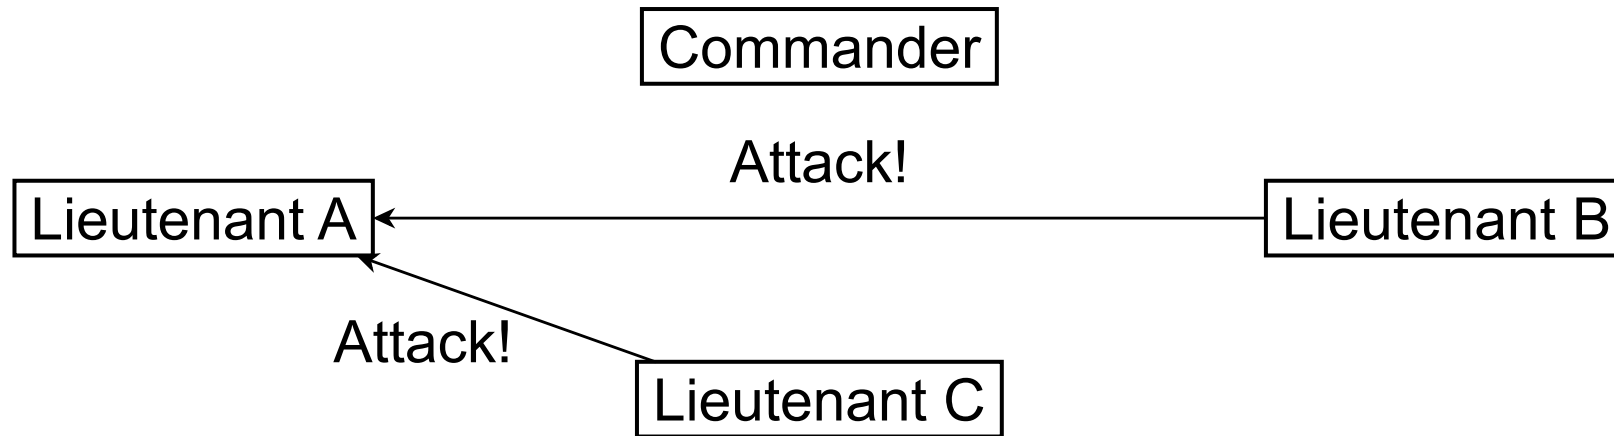 Commander
Attack!
Lieutenant A
Lieutenant B
Attack!
Lieutenant C